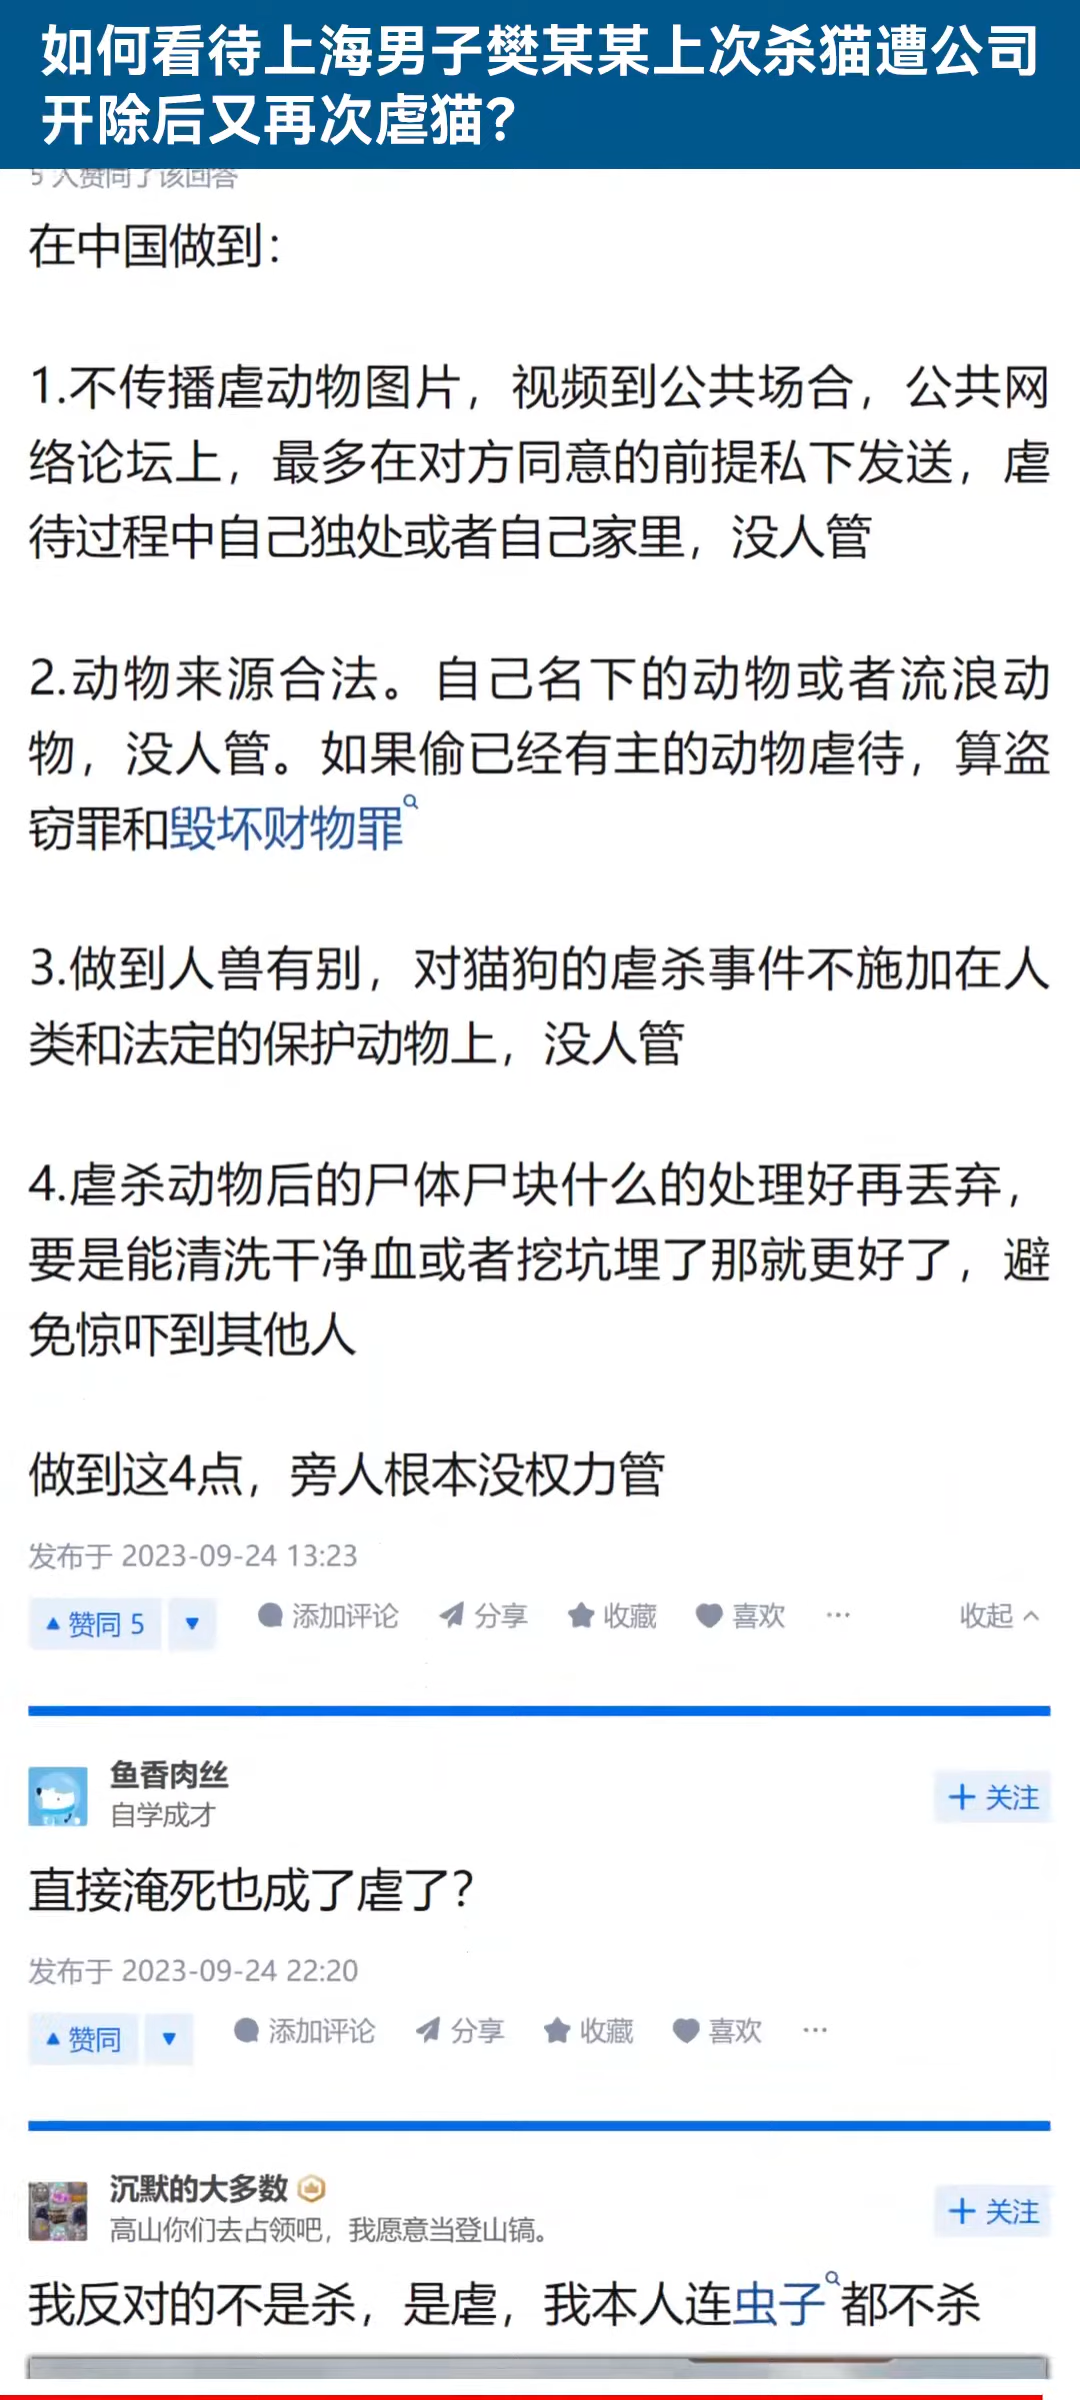 如何看待上海男子樊某某上次杀猫遭公司
开除后又再次虐猫？
5 人赞同了该回答
在中国做到：
1.不传播虐动物图片，视频到公共场合，公共网
络论坛上，最多在对方同意的前提私下发送，虐
待过程中自己独处或者自己家里，没人管
2.动物来源合法。自己名下的动物或者流浪动
物，没人管。如果偷已经有主的动物虐待，算盗
窃罪和毁坏财物罪
3.做到人兽有别，对猫狗的虐杀事件不施加在人
类和法定的保护动物上，没人管
4.虐杀动物后的尸体尸块什么的处理好再丢弃，
要是能清洗干净血或者挖坑埋了那就更好了，避
免惊吓到其他人
做到这4点，旁人根本没权力管
发布于 2023-09-24 13:23
赞同 5 添加评论 分享 收藏 喜欢 ··· 收起
鱼香肉丝
自学成才
+ 关注
直接淹死也成了虐了？
发布于 2023-09-24 22:20
赞同 添加评论 分享 收藏 喜欢 ···
沉默的大多数
高山你们去占领吧，我愿意当登山镐。
+ 关注
我反对的不是杀，是虐，我本人连虫子都不杀